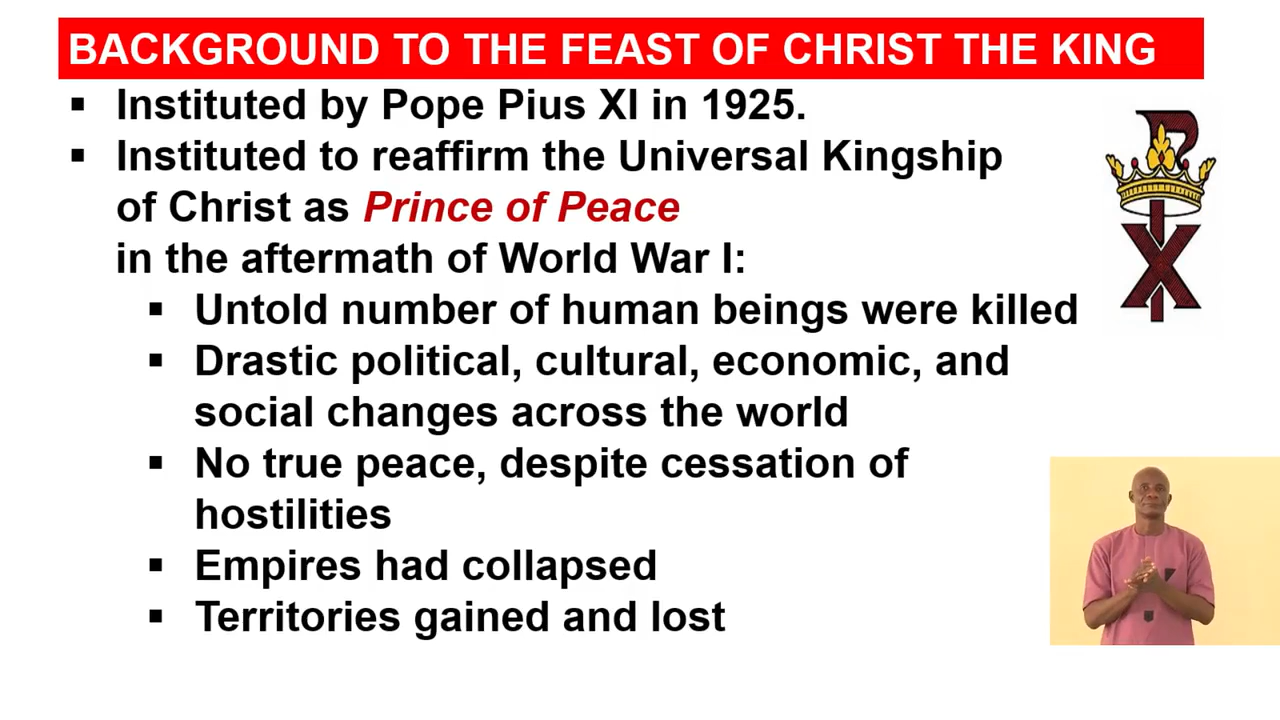 BACKGROUND TO THE FEAST OF CHRIST THE KING
▪ Instituted by Pope Pius XI in 1925.
▪ Instituted to reaffirm the Universal Kingship
of Christ as Prince of Peace
in the aftermath of World War I:
▪ Untold number of human beings were killed
▪ Drastic political, cultural, economic, and
social changes across the world
▪ No true peace, despite cessation of
hostilities
▪ Empires had collapsed
▪ Territories gained and lost